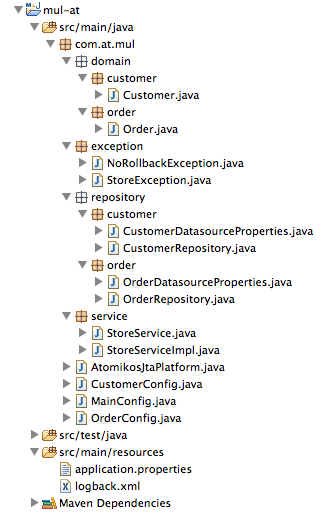 mul-at
src/main/java
com.at.mul
domain
customer
Customer.java
order
Order.java
exception
NoRollbackException.java
StoreException.java
repository
customer
CustomerDatasourceProperties.java
CustomerRepository.java
order
OrderDatasourceProperties.java
OrderRepository.java
service
StoreService.java
StoreServiceImpl.java
AtomikosJtaPlatform.java
CustomerConfig.java
MainConfig.java
OrderConfig.java
src/test/java
src/main/resources
application.properties
logback.xml
Maven Dependencies